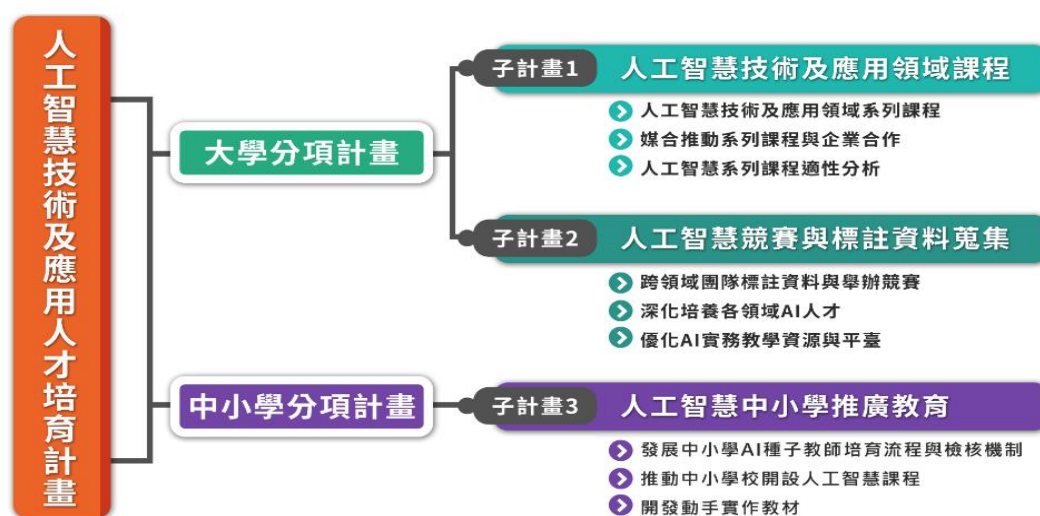 人工智慧技術及應用人才培育計畫
大學分項計畫
子計畫1 人工智慧技術及應用領域課程
人工智慧技術及應用領域系列課程
媒合推動系列課程與企業合作
人工智慧系列課程適性分析
子計畫2 人工智慧競賽與標註資料蒐集
跨領域團隊標註資料與舉辦競賽
深化培養各領域AI人才
優化AI實務教學資源與平臺
中小學分項計畫
子計畫3 人工智慧中小學推廣教育
發展中小學AI種子教師培育流程與檢核機制
推動中小學校開設人工智慧課程
開發動手實作教材